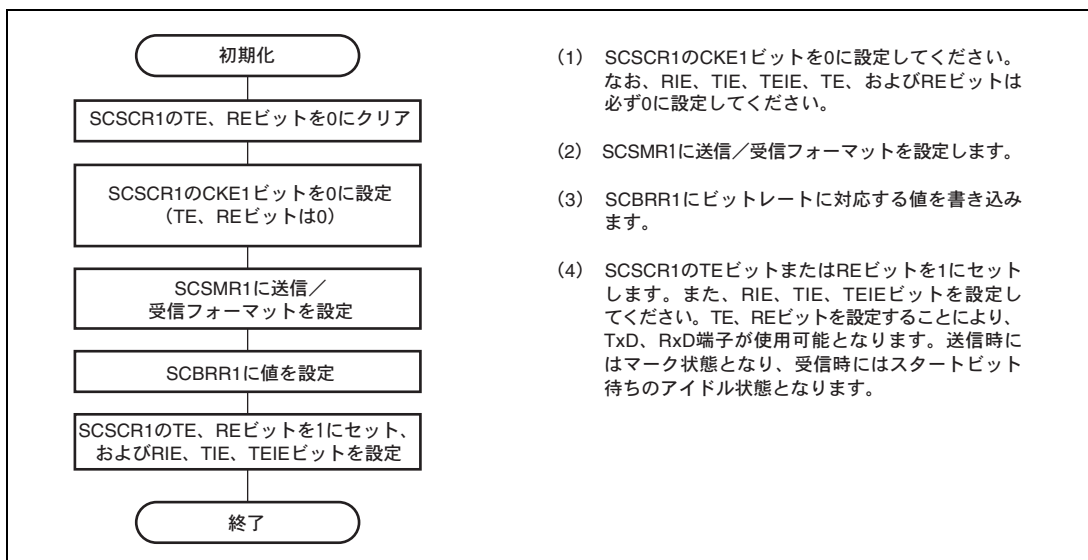 初期化
SCSCR1のTE、REビットを0にクリア
SCSCR1のCKE1ビットを0に設定
（TE、REビットは0）
SCSMR1に送信／
受信フォーマットを設定
SCBRR1に値を設定
SCSCR1のTE、REビットを1にセット、
およびRIE、TIE、TEIEビットを設定
終了
（1） SCSCR1のCKE1ビットを0に設定してください。
なお、RIE、TIE、TEIE、TE、およびREビットは
必ず0に設定してください。
（2） SCSMR1に送信／受信フォーマットを設定します。
（3） SCBRR1にビットレートに対応する値を書き込み
ます。
（4） SCSCR1のTEビットまたはREビットを1にセット
します。また、RIE、TIE、TEIEビットを設定し
てください。TE、REビットを設定することにより、
TxD、RxD端子が使用可能となります。送信時に
はマーク状態となり、受信時にはスタートビット
待ちのアイドル状態となります。